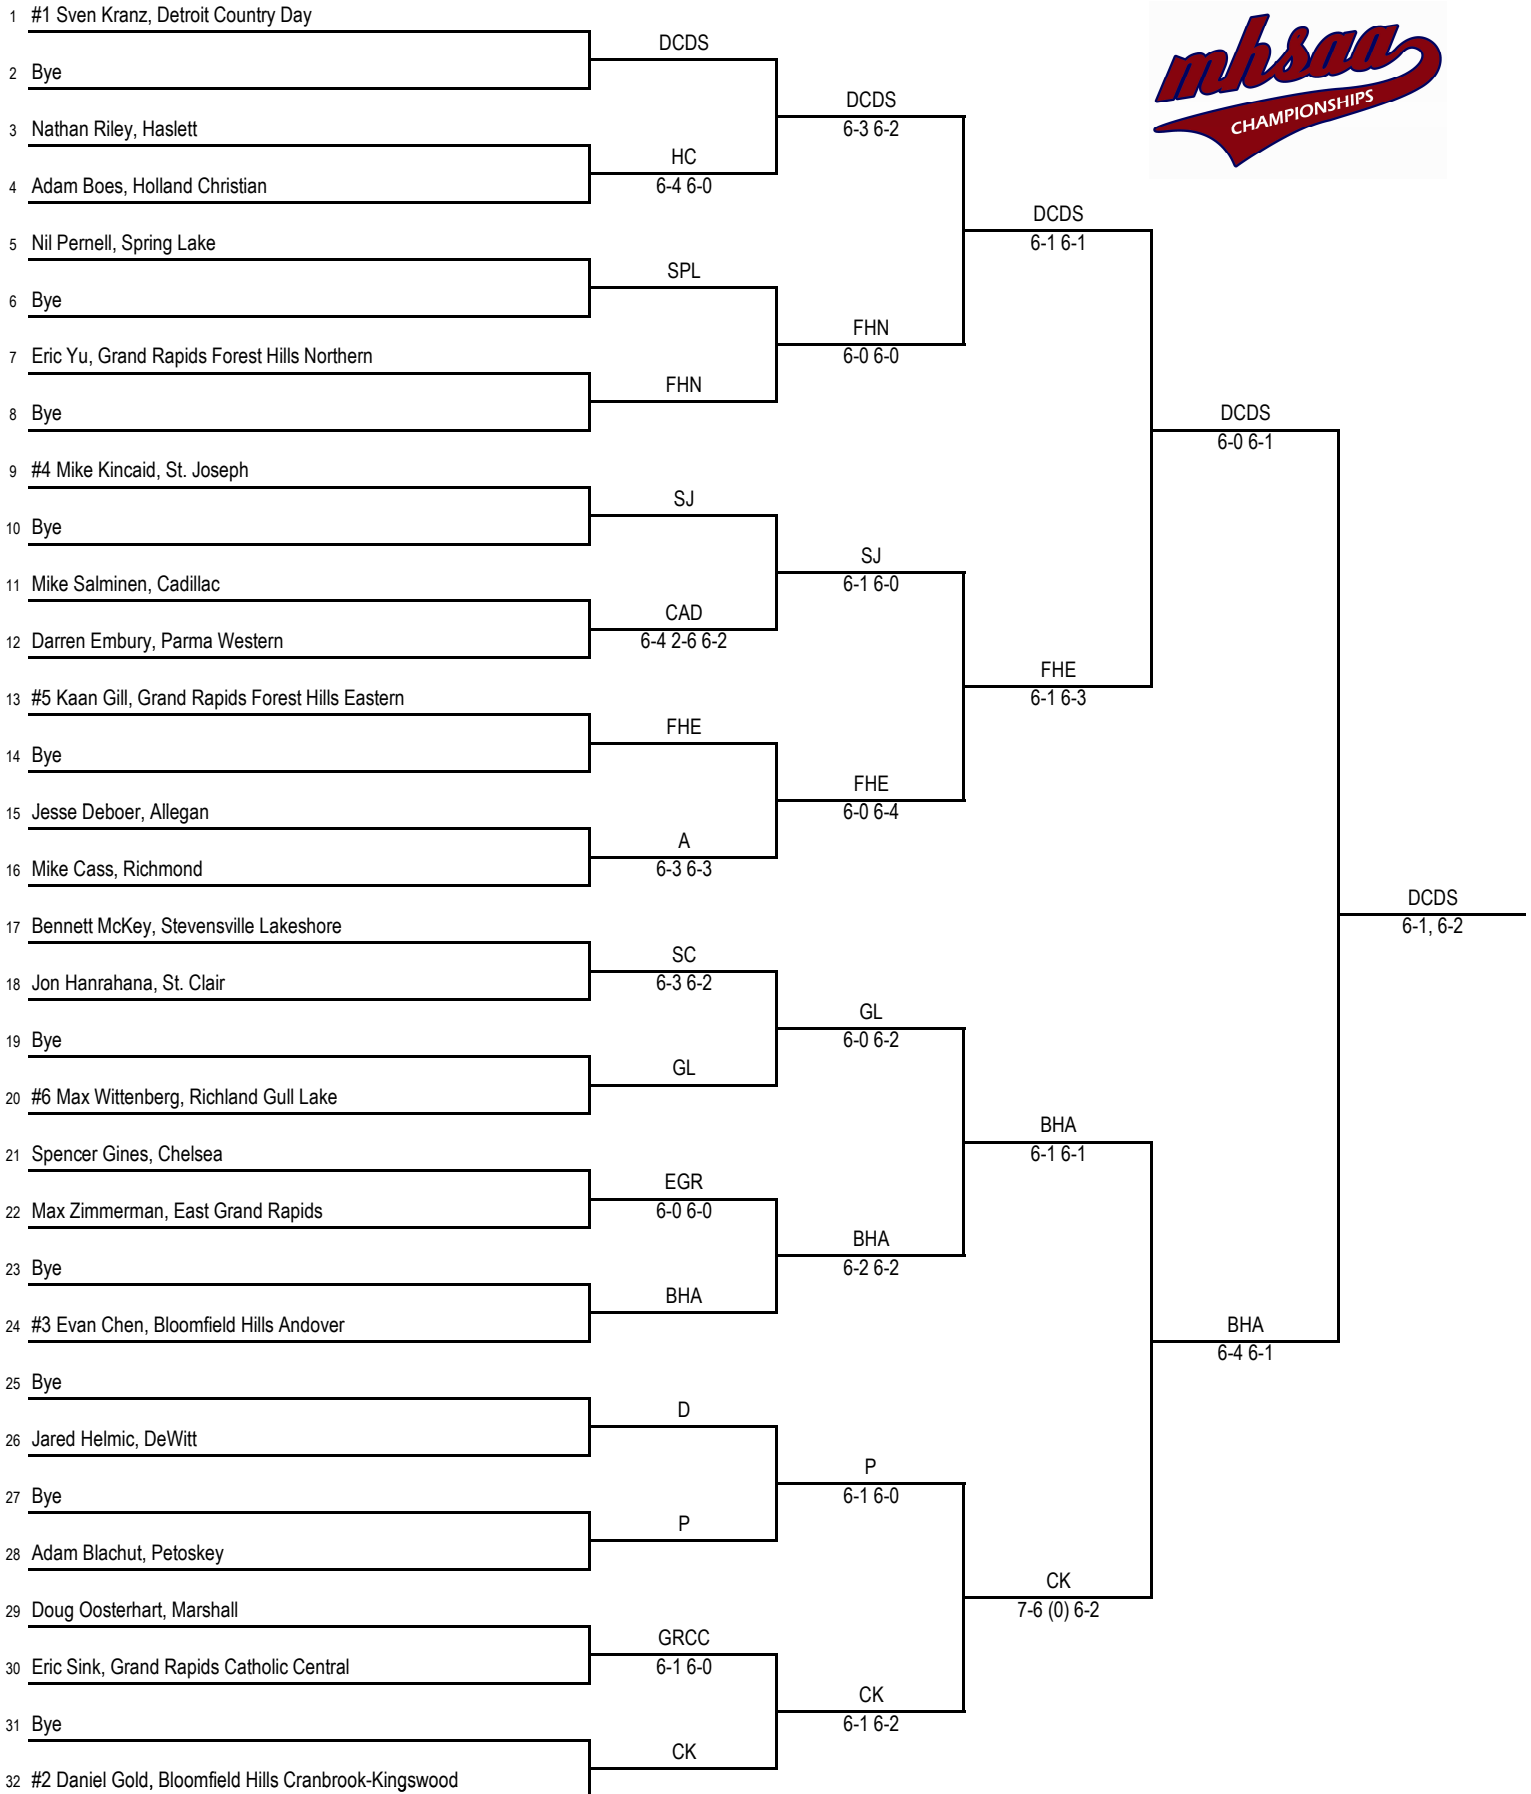 1 #1 Sven Kranz, Detroit Country Day
DCDS
2 Bye
DCDS
6-3 6-2
3 Nathan Riley, Haslett
HC
6-4 6-0
4 Adam Boes, Holland Christian
DCDS
6-1 6-1
5 Nil Pernell, Spring Lake
SPL
6 Bye
FHN
6-0 6-0
7 Eric Yu, Grand Rapids Forest Hills Northern
FHN
8 Bye
DCDS
6-0 6-1
9 #4 Mike Kincaid, St. Joseph
SJ
10 Bye
SJ
6-1 6-0
11 Mike Salminen, Cadillac
CAD
6-4 2-6 6-2
12 Darren Embury, Parma Western
FHE
6-1 6-3
13 #5 Kaan Gill, Grand Rapids Forest Hills Eastern
FHE
14 Bye
FHE
6-0 6-4
15 Jesse Deboer, Allegan
A
6-3 6-3
16 Mike Cass, Richmond
DCDS
6-1, 6-2
17 Bennett McKey, Stevensville Lakeshore
SC
6-3 6-2
18 Jon Hanrahana, St. Clair
GL
6-0 6-2
19 Bye
GL
20 #6 Max Wittenberg, Richland Gull Lake
BHA
6-1 6-1
21 Spencer Gines, Chelsea
EGR
6-0 6-0
22 Max Zimmerman, East Grand Rapids
BHA
6-2 6-2
23 Bye
BHA
24 #3 Evan Chen, Bloomfield Hills Andover
BHA
6-4 6-1
25 Bye
D
26 Jared Helmic, DeWitt
P
6-1 6-0
27 Bye
P
28 Adam Blachut, Petoskey
CK
7-6 (0) 6-2
29 Doug Oosterhart, Marshall
GRCC
6-1 6-0
30 Eric Sink, Grand Rapids Catholic Central
CK
6-1 6-2
31 Bye
CK
32 #2 Daniel Gold, Bloomfield Hills Cranbrook-Kingswood
mhsaa
CHAMPIONSHIPS